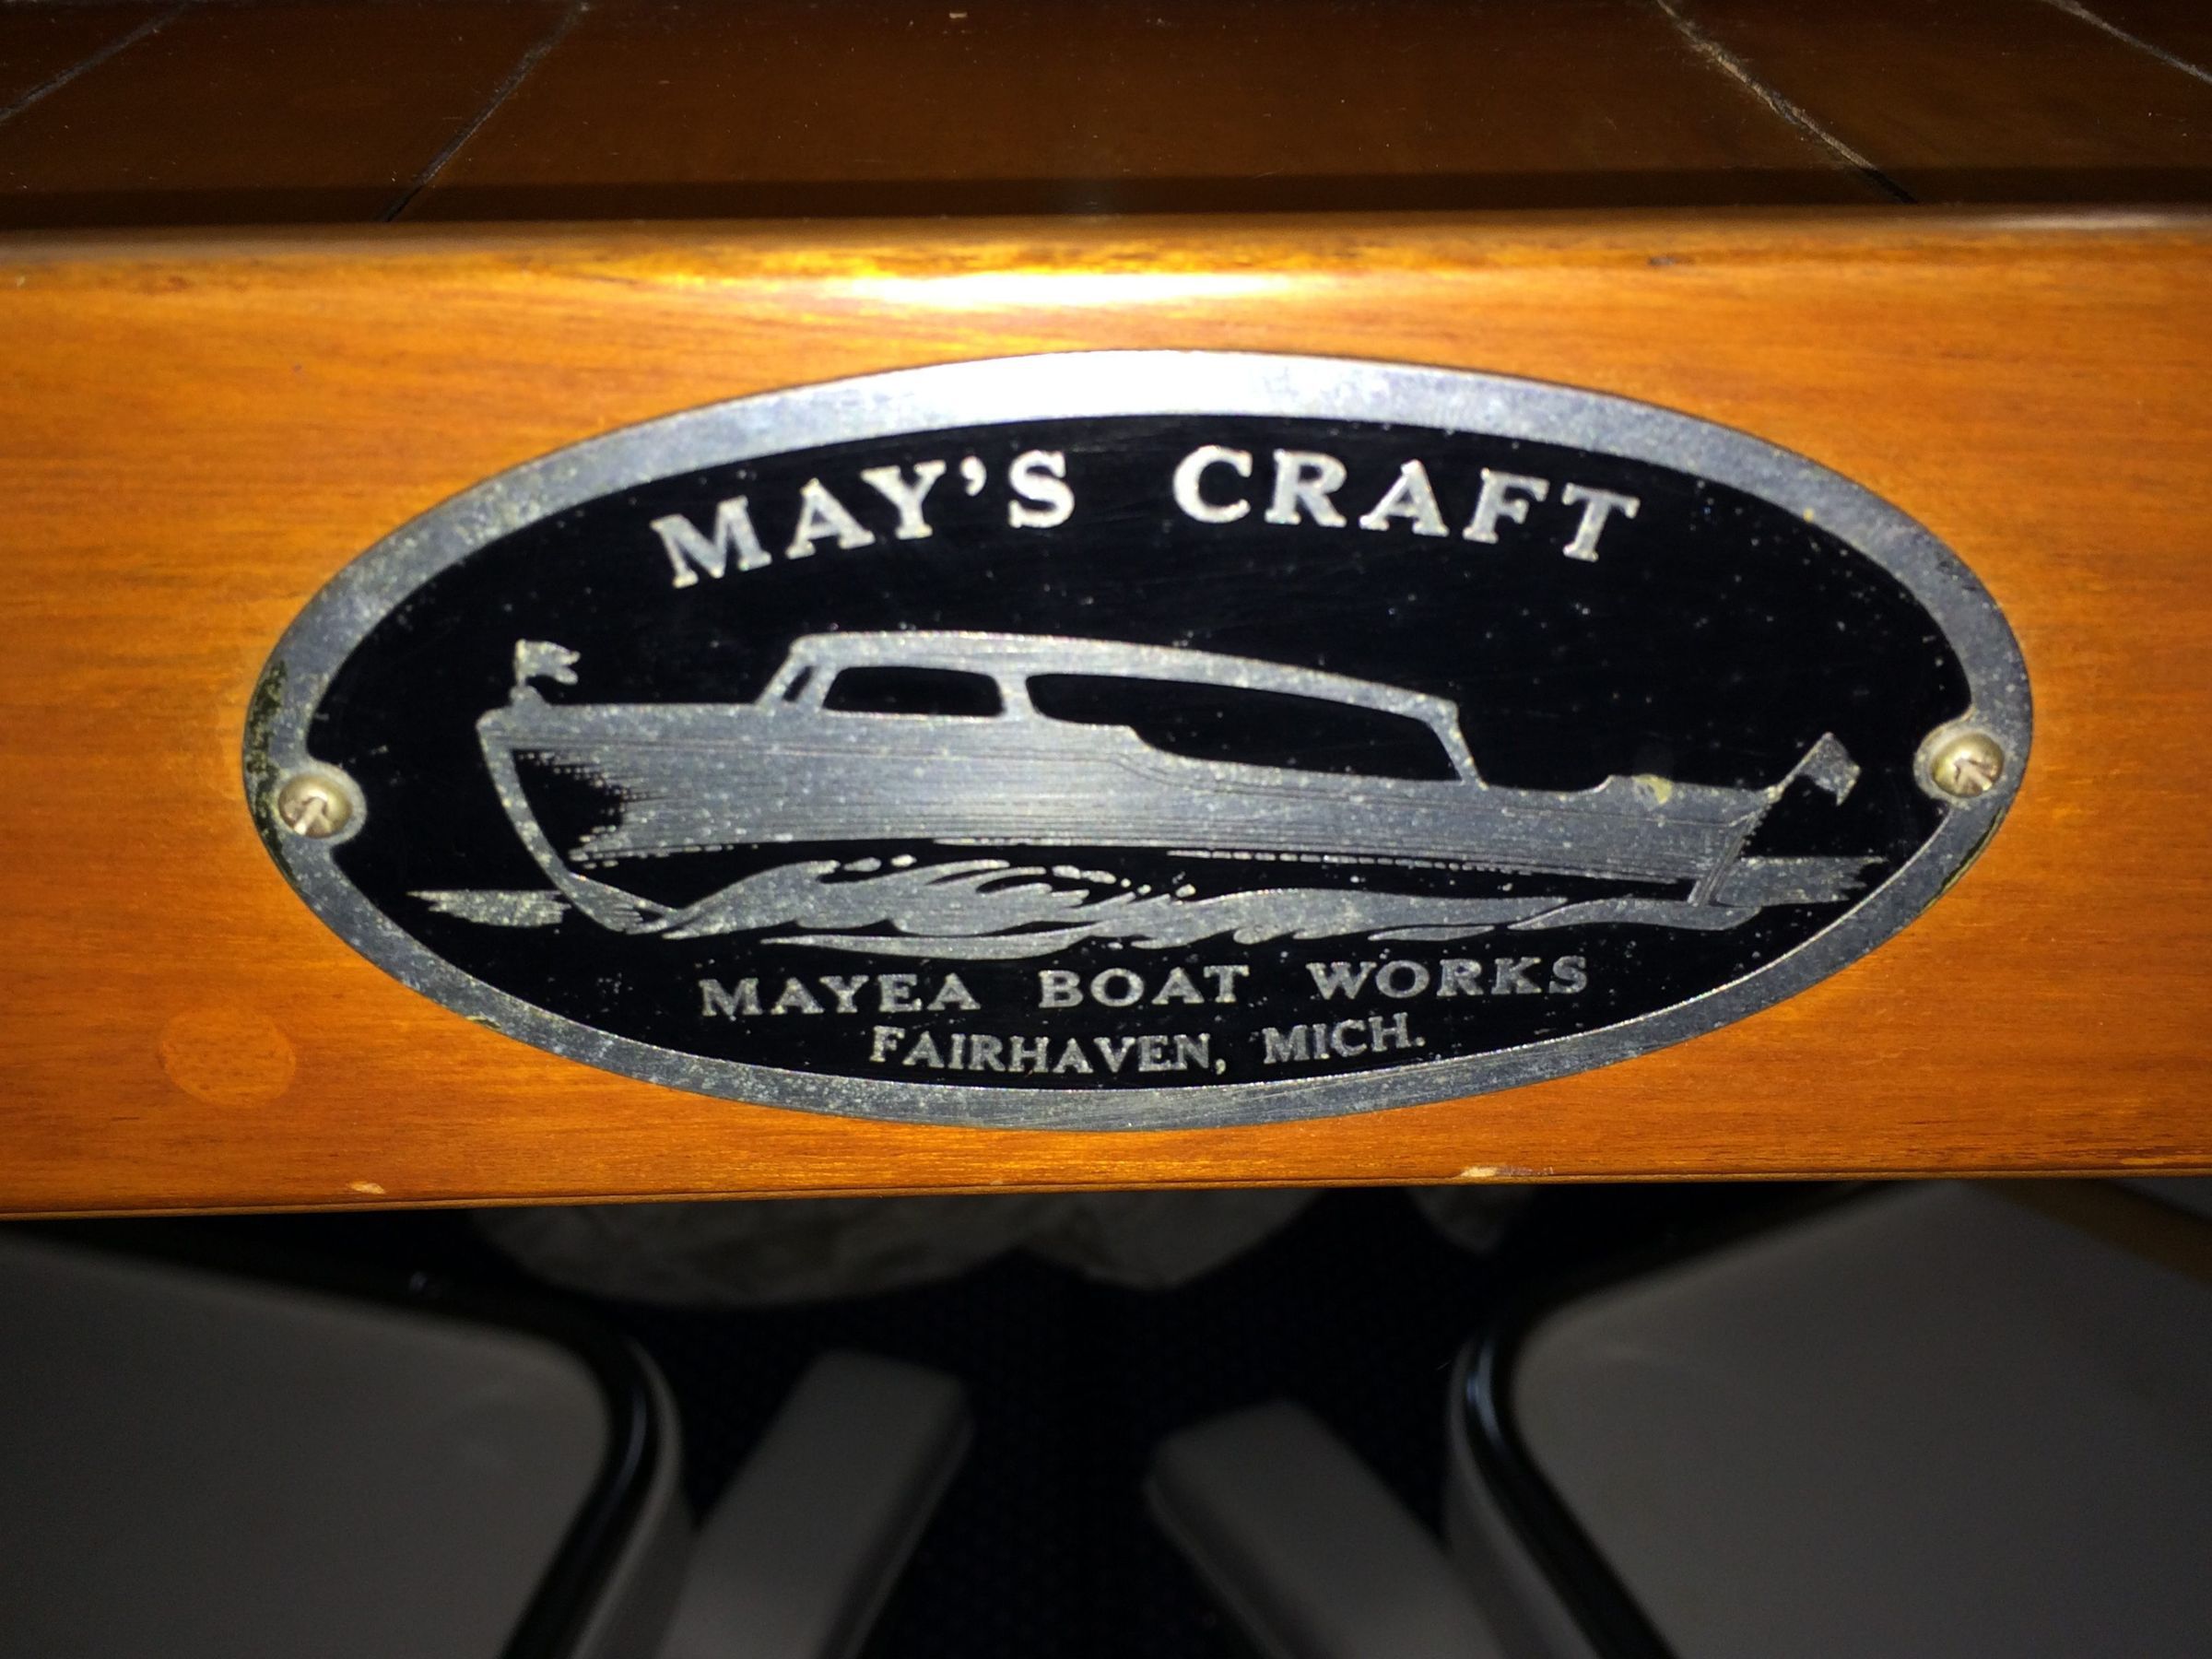 MAY'S CRAFT
MAYEA BOAT WORKS
FAIRHAVEN, MICH.